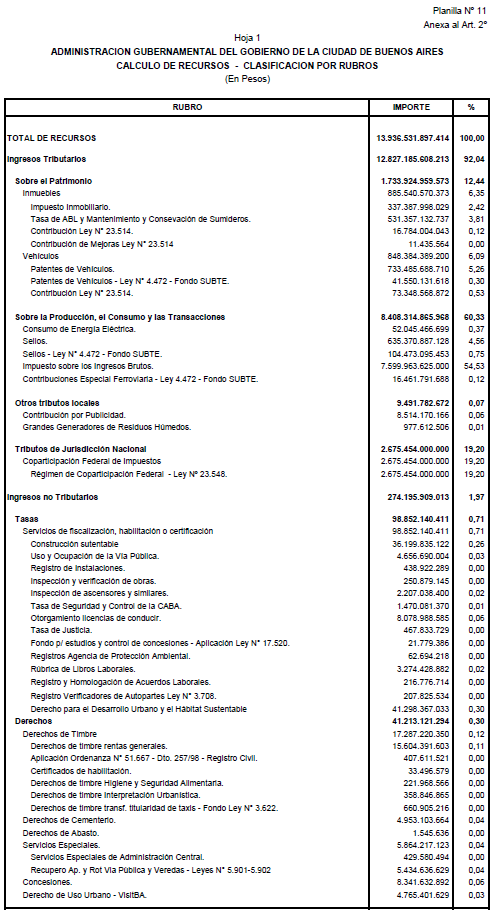 Planilla Nº 11
Anexa al Art. 2º
Hoja 1
ADMINISTRACION GUBERNAMENTAL DEL GOBIERNO DE LA CIUDAD DE BUENOS AIRES
CALCULO DE RECURSOS - CLASIFICACION POR RUBROS
(En Pesos)
RUBRO IMPORTE %
TOTAL DE RECURSOS 13.936.531.897.414 100,00
Ingresos Tributarios 12.827.185.608.213 92,04
Sobre el Patrimonio 1.733.924.959.573 12,44
Inmuebles 885.540.570.373 6,35
Impuesto Inmobiliario. 337.387.998.029 2,42
Tasa de ABL y Mantenimiento y Consevación de Sumideros. 531.357.132.737 3,81
Contribución Ley N° 23.514. 16.784.004.043 0,12
Contribución de Mejoras Ley N° 23.514 11.435.564 0,00
Vehículos 848.384.389.200 6,09
Patentes de Vehículos. 733.485.688.710 5,26
Patentes de Vehículos - Ley N° 4.472 - Fondo SUBTE. 41.550.131.618 0,30
Contribución Ley N° 23.514. 73.348.568.872 0,53
Sobre la Producción, el Consumo y las Transacciones 8.408.314.865.968 60,33
Consumo de Energía Eléctrica. 52.045.466.699 0,37
Sellos. 635.370.887.128 4,56
Sellos - Ley N° 4.472 - Fondo SUBTE. 104.473.095.453 0,75
Impuesto sobre los Ingresos Brutos. 7.599.963.625.000 54,53
Contribuciones Especial Ferroviaria - Ley 4.472 - Fondo SUBTE. 16.461.791.688 0,12
Otros tributos locales 9.491.782.672 0,07
Contribución por Publicidad. 8.514.170.166 0,06
Grandes Generadores de Residuos Húmedos. 977.612.506 0,01
Tributos de Jurisdicción Nacional 2.675.454.000.000 19,20
Coparticipación Federal de Impuestos 2.675.454.000.000 19,20
Régimen de Coparticipación Federal - Ley Nº 23.548. 2.675.454.000.000 19,20
Ingresos no Tributarios 274.195.909.013 1,97
Tasas 98.852.140.411 0,71
Servicios de fiscalización, habilitación o certificación 98.852.140.411 0,71
Construcción sutentable 36.199.835.122 0,26
Uso y Ocupación de la Vía Pública. 4.656.690.004 0,03
Registro de Instalaciones. 438.922.289 0,00
Inspección y verificación de obras. 250.879.145 0,00
Inspección de ascensores y similares. 2.207.038.400 0,02
Tasa de Seguridad y Control de la CABA. 1.470.081.370 0,01
Otorgamiento licencias de conducir. 8.078.988.585 0,06
Tasa de Justicia. 467.833.729 0,00
Fondo p/ estudios y control de concesiones - Aplicación Ley N° 17.520. 21.779.386 0,00
Registros Agencia de Protección Ambiental. 62.694.218 0,00
Rúbrica de Libros Laborales. 3.274.428.882 0,02
Registro y Homologación de Acuerdos Laborales. 216.776.714 0,00
Registro Verificadores de Autopartes Ley N° 3.708. 207.825.534 0,00
Derecho para el Desarrollo Urbano y el Hábitat Sustentable 41.298.367.033 0,30
Derechos 41.213.121.294 0,30
Derechos de Timbre 17.287.220.350 0,12
Derechos de timbre rentas generales. 15.604.391.603 0,11
Aplicación Ordenanza N° 51.667 - Dto. 257/98 - Registro Civil. 407.611.521 0,00
Certificados de habilitación. 33.496.579 0,00
Derechos de timbre Higiene y Seguridad Alimentaria. 221.968.566 0,00
Derechos de timbre Interpretación Urbanística. 358.846.865 0,00
Derechos de timbre transf. titularidad de taxis - Fondo Ley N° 3.622. 660.905.216 0,00
Derechos de Cementerio. 4.953.103.664 0,04
Derechos de Abasto. 1.545.636 0,00
Servicios Especiales. 5.864.217.123 0,04
Servicios Especiales de Administración Central. 429.580.494 0,00
Recupero Ap. y Rot Vía Pública y Veredas - Leyes N° 5.901-5.902 5.434.636.629 0,04
Concesiones. 8.341.632.892 0,06
Derecho de Uso Urbano - VisitBA. 4.765.401.629 0,03